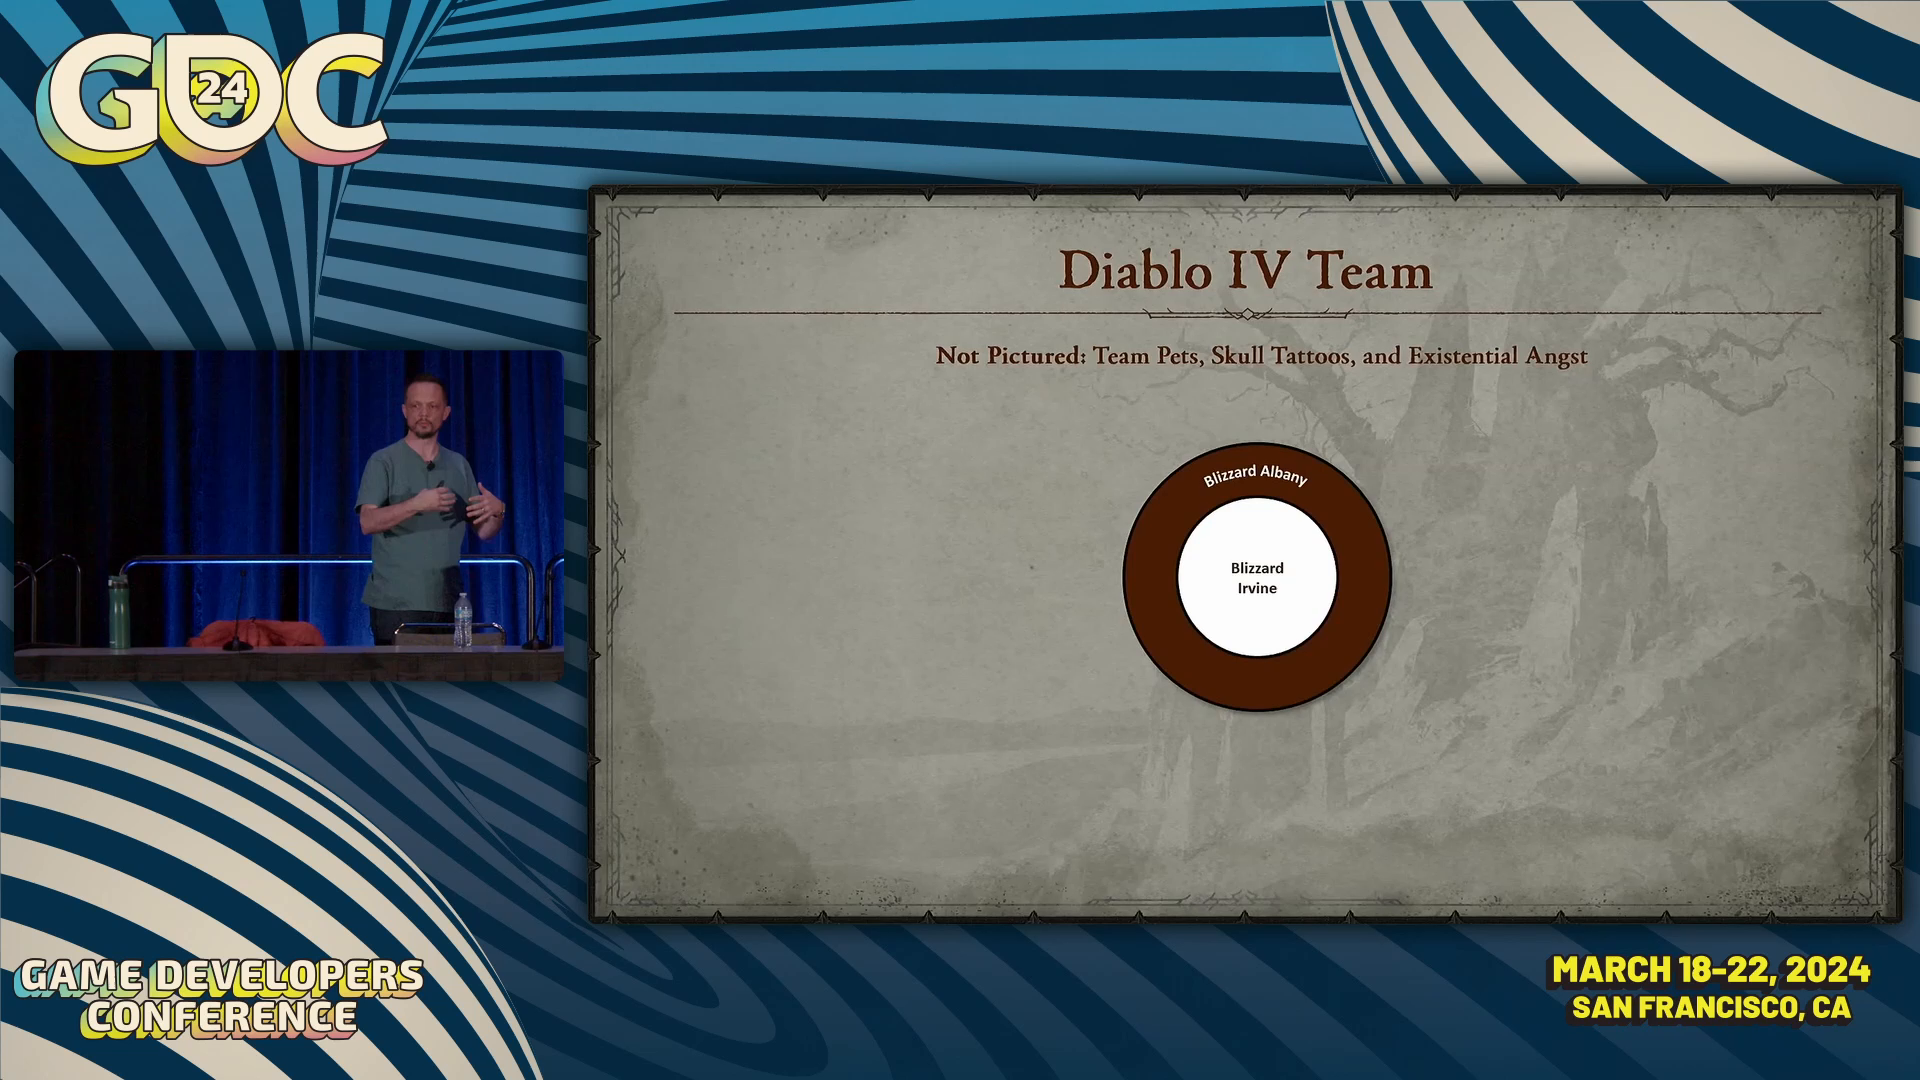 GDC
24
Diablo IV Team
Not Pictured: Team Pets, Skull Tattoos, and Existential Angst
Blizzard Albany
Blizzard
Irvine
GAME DEVELOPERS
CONFERENCE
MARCH 18-22, 2024
SAN FRANCISCO, CA